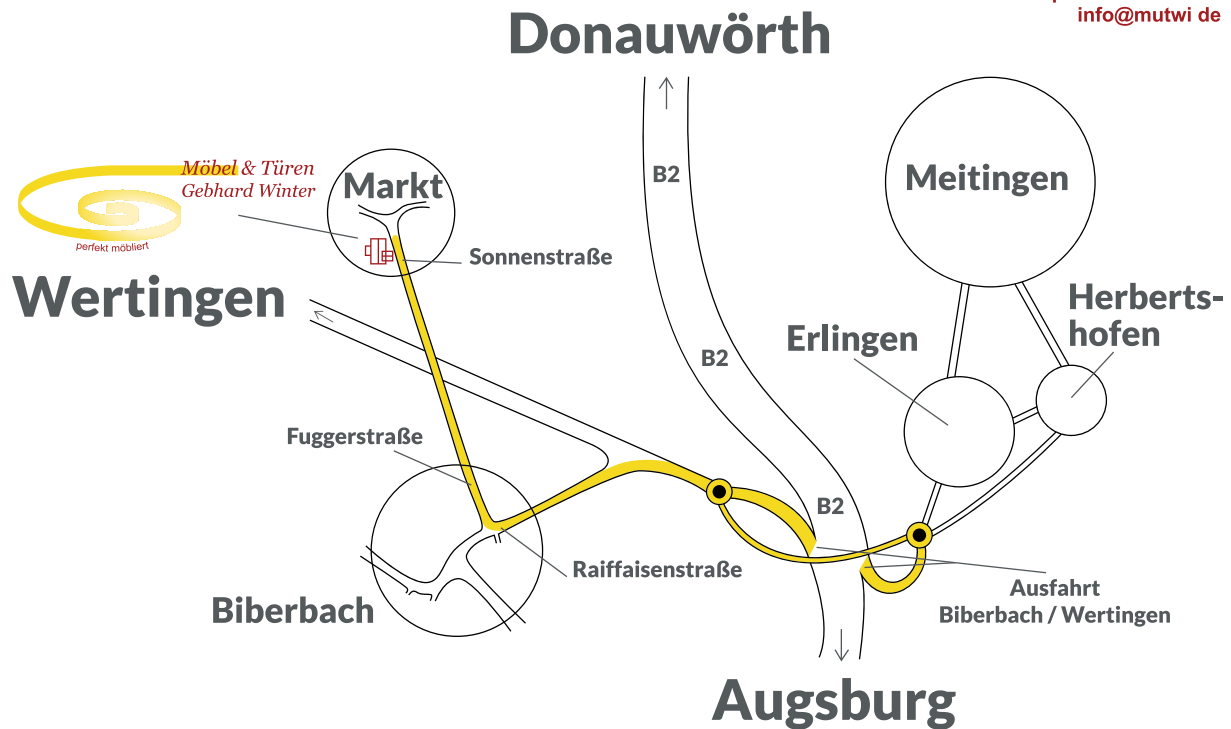 info@mutwi de
Donauwörth
B2
Meitingen
Möbel & Türen
Gebhard Winter
perfekt möbliert
Markt
Sonnenstraße
Wertingen
Herberts-
hofen
Erlingen
B2
Fuggerstraße
B2
Raiffaisenstraße
Biberbach
Ausfahrt
Biberbach / Wertingen
Augsburg